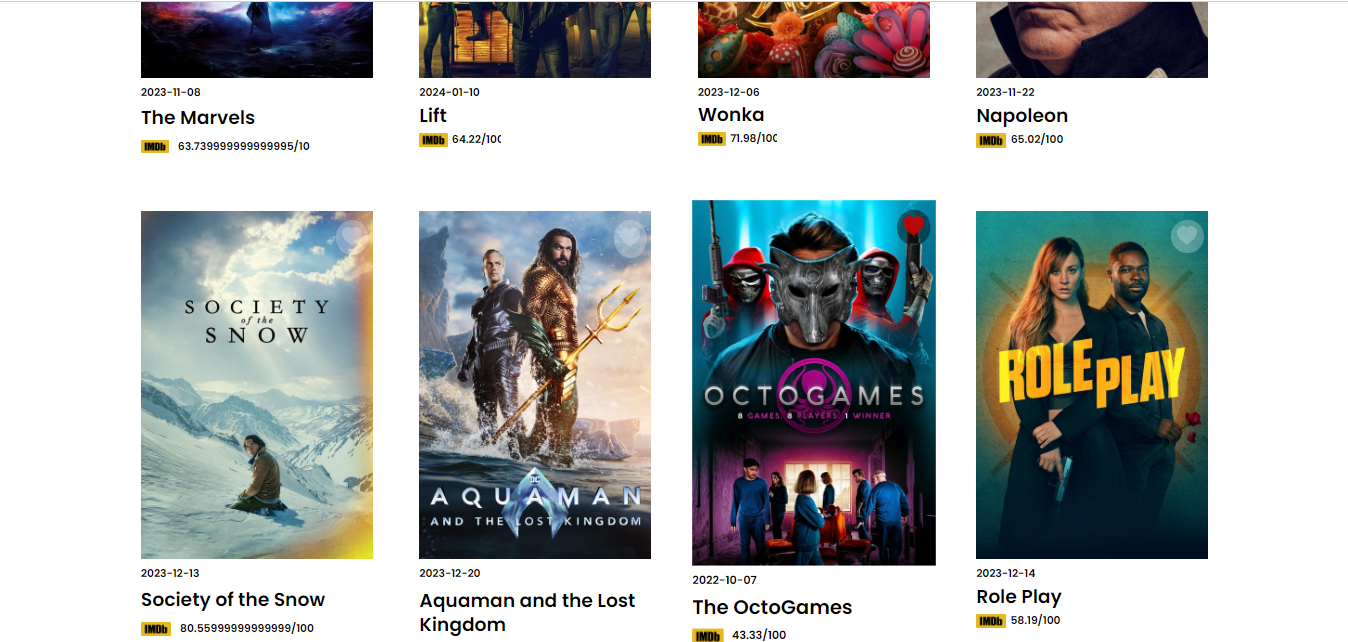 2023-11-08
The Marvels
IMDb 63.739999999999995/10
2024-01-10
Lift
IMDb 64.22/100
2023-12-06
Wonka
IMDb 71.98/100
2023-11-22
Napoleon
IMDb 65.02/100
SOCIETY
of the
SNOW
2023-12-13
Society of the Snow
IMDb 80.55999999999999/100
DC
AQUAMAN
AND THE LOST KINGDOM
2023-12-20
Aquaman and the Lost
Kingdom
OCTOGAMES
8 GAMES. 8 PLAYERS. 1 WINNER
2022-10-07
The OctoGames
IMDb 43.33/100
ROLE PLAY
2023-12-14
Role Play
IMDb 58.19/100